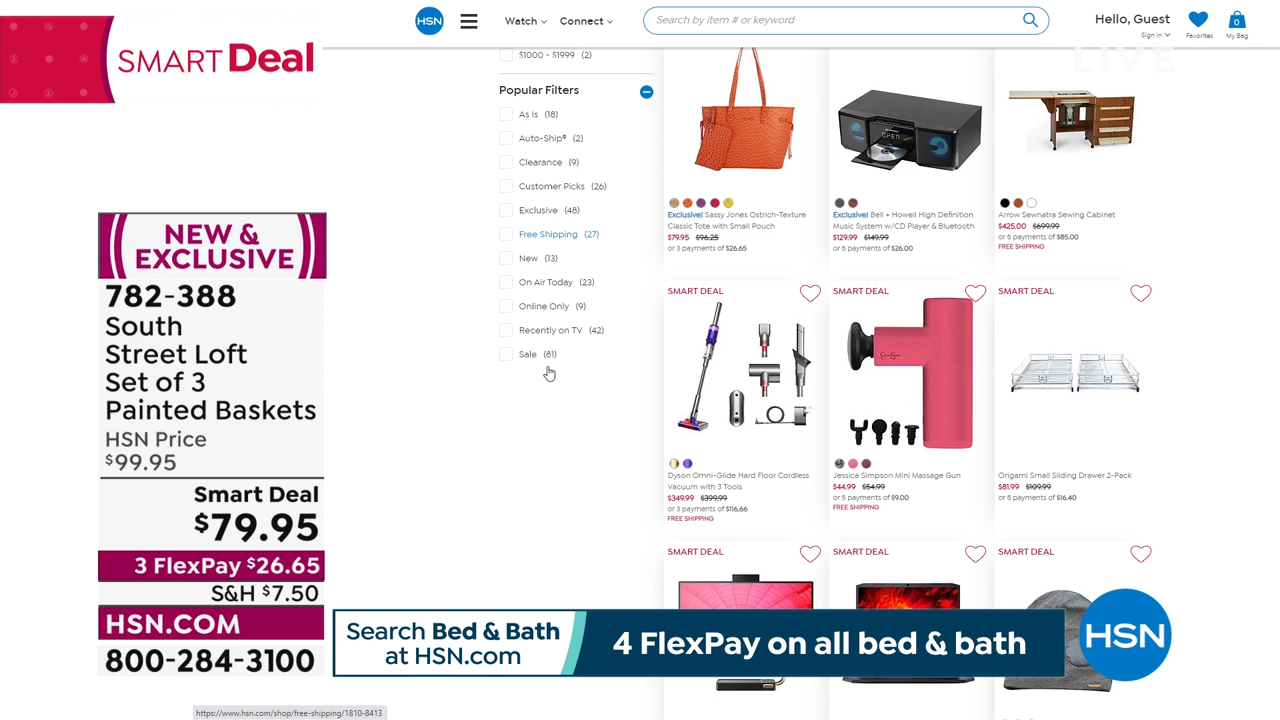 SMART Deal
HSN
Watch
Connect
Search by item # or keyword
Hello, Guest
Sign in
Favorites
0
My Bag
LIVE
NEW &
EXCLUSIVE
782-388
South
Street Loft
Set of 3
Painted Baskets
HSN Price
$99.95
Smart Deal
$79.95
3 FlexPay $26.65
S&H $7.50
HSN.COM
800-284-3100
$1000 - $1999 (2)
Popular Filters
As Is (18)
Auto-Ship® (2)
Clearance (9)
Customer Picks (26)
Exclusive (48)
Free Shipping (27)
New (13)
On Air Today (23)
Online Only (9)
Recently on TV (42)
Sale (81)
Exclusive! Sassy Jones Ostrich-Texture
Classic Tote with Small Pouch
$79.95 $96.25
or 3 payments of $26.65
OPEN
Exclusive! Bell + Howell High Definition
Music System w/CD Player & Bluetooth
$129.99 $149.99
or 5 payments of $26.00
Arrow Sewnatra Sewing Cabinet
$425.00 $699.99
or 5 payments of $85.00
FREE SHIPPING
SMART DEAL
Dyson Omni-Glide Hard Floor Cordless
Vacuum with 3 Tools
$349.99 $399.99
or 3 payments of $116.66
FREE SHIPPING
SMART DEAL
Jessica Simpson Mini Massage Gun
$44.99 $54.99
or 5 payments of $9.00
FREE SHIPPING
SMART DEAL
Origami Small Sliding Drawer 2-Pack
$81.99 $109.99
or 5 payments of $16.40
SMART DEAL
SMART DEAL
SMART DEAL
Search Bed & Bath
at HSN.com
4 FlexPay on all bed & bath
HSN
https://www.hsn.com/shop/free-shipping/1810-8413